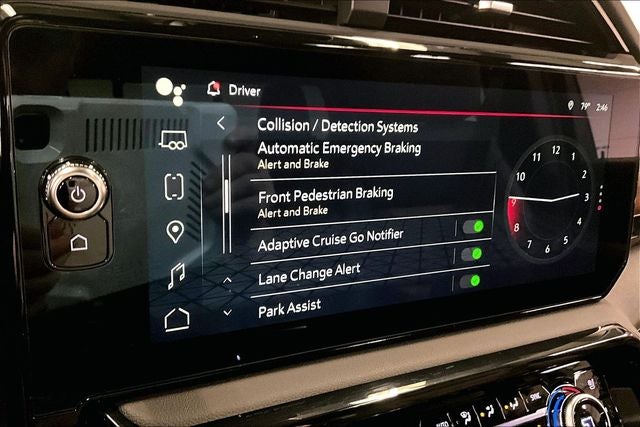 Driver
79° 2:46
Collision / Detection Systems
Automatic Emergency Braking
Alert and Brake
Front Pedestrian Braking
Alert and Brake
Adaptive Cruise Go Notifier
Lane Change Alert
Park Assist
12
1
2
3
4
5
6
7
8
9
10
11
AUTO
SYNC